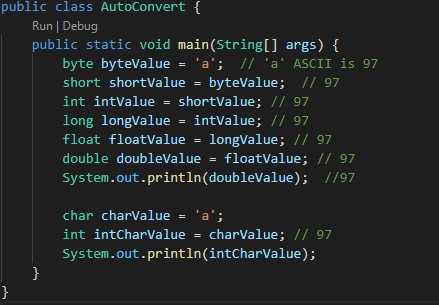 public class AutoConvert {
Run | Debug
public static void main(String[] args) {
byte byteValue = 'a';  // 'a' ASCII is 97
short shortValue = byteValue;  // 97
int intValue = shortValue; // 97
long longValue = intValue; // 97
float floatValue = longValue; // 97
double doubleValue = floatValue; // 97
System.out.println(doubleValue);  //97
char charValue = 'a';
int intCharValue = charValue; // 97
System.out.println(intCharValue);
}
}